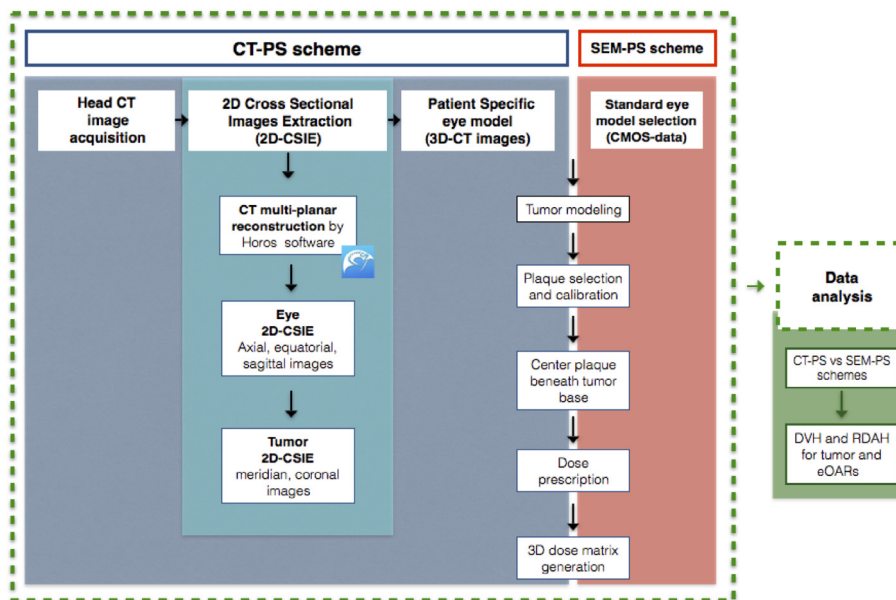 CT-PS scheme
SEM-PS scheme
Head CT
image
acquisition
2D Cross Sectional
Images Extraction
(2D-CSIE)
Patient Specific
eye model
(3D-CT images)
Standard eye
model selection
(CMOS-data)
CT multi-planar
reconstruction by
Horos software
Eye
2D-CSIE
Axial, equatorial,
sagittal images
Tumor
2D-CSIE
meridian, coronal
images
Tumor modeling
Plaque selection
and calibration
Center plaque
beneath tumor
base
Dose
prescription
3D dose matrix
generation
Data
analysis
CT-PS vs SEM-PS
schemes
DVH and RDAH
for tumor and
eOARs